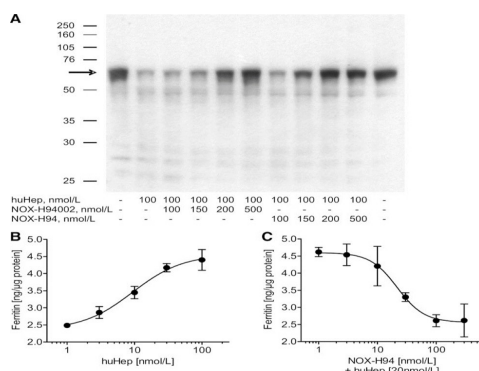 A
250
160
105
76
50
35
30
25
huHep, nmol/L - 100 100 100 100 100 100 100 100 100 -
NOX-H94002, nmol/L - - 100 150 200 500 - - - - -
NOX-H94, nmol/L - - - - - - 100 150 200 500 -
B
Ferritin [ng/µg protein]
5.0
4.5
4.0
3.5
3.0
2.5
2.0
1 10 100
huHep [nmol/L]
C
Ferritin [ng/µg protein]
5.0
4.5
4.0
3.5
3.0
2.5
2.0
1 10 100
NOX-H94 [nmol/L]
+ huHep [20nmol/L]